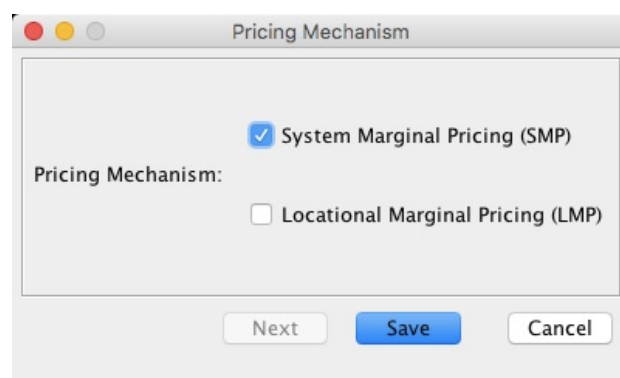 Pricing Mechanism
System Marginal Pricing (SMP)
Pricing Mechanism:
Locational Marginal Pricing (LMP)
Next Save Cancel